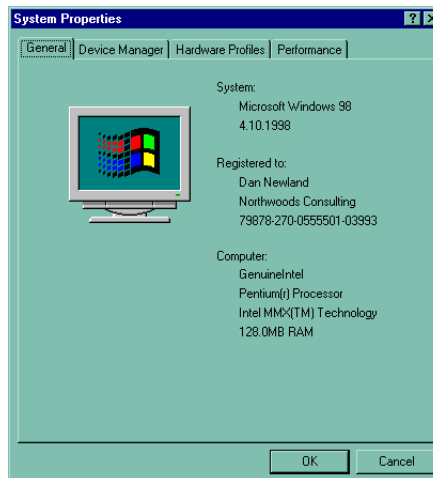 System Properties
General Device Manager Hardware Profiles Performance
System:
Microsoft Windows 98
4.10.1998
Registered to:
Dan Newland
Northwoods Consulting
79878-270-0555501-03993
Computer:
GenuineIntel
Pentium(r) Processor
Intel MMX(TM) Technology
128.0MB RAM
OK Cancel